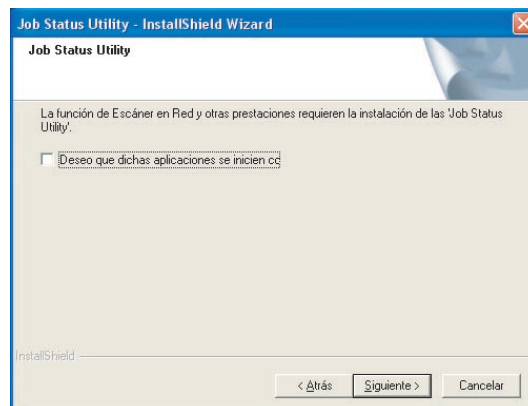 Job Status Utility - InstallShield Wizard
Job Status Utility
La función de Escáner en Red y otras prestaciones requieren la instalación de las 'Job Status
Utility'.
Deseo que dichas aplicaciones se inicien cc
InstallShield
< Atrás
Siguiente >
Cancelar